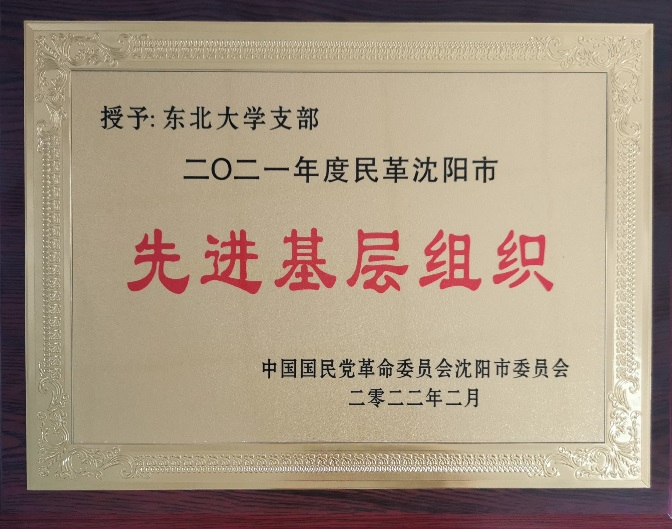 授予:东北大学支部
二〇二一年度民革沈阳市
先进基层组织
中国国民党革命委员会沈阳市委员会
二零二二年二月